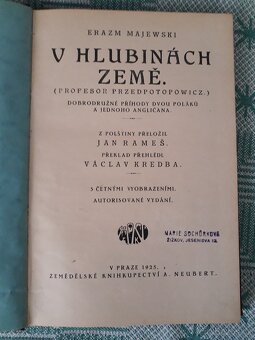 ERAZM MAJEWSKI
V HLUBINÁCH
ZEMĚ.
(PROFESOR PRZEDPOTOPOWICZ.)
DOBRODRUŽNÉ PŘÍHODY DVOU POLÁKŮ
A JEDNOHO ANGLIČANA.
Z POLŠTINY PŘELOŽIL
JAN RAMEŠ.
PŘEKLAD PŘEHLÉDL
VÁCLAV KREDBA.
S ČETNÝMI VYOBRAZENÍMI.
AUTORISOVANÉ VYDÁNÍ.
MARIE SOCHŮRKOVÁ
ŽIŽKOV, JESENIOVA
V PRAZE 1925.
ZEMĚDĚLSKÉ KNIHKUPECTVÍ A. NEUBERT.